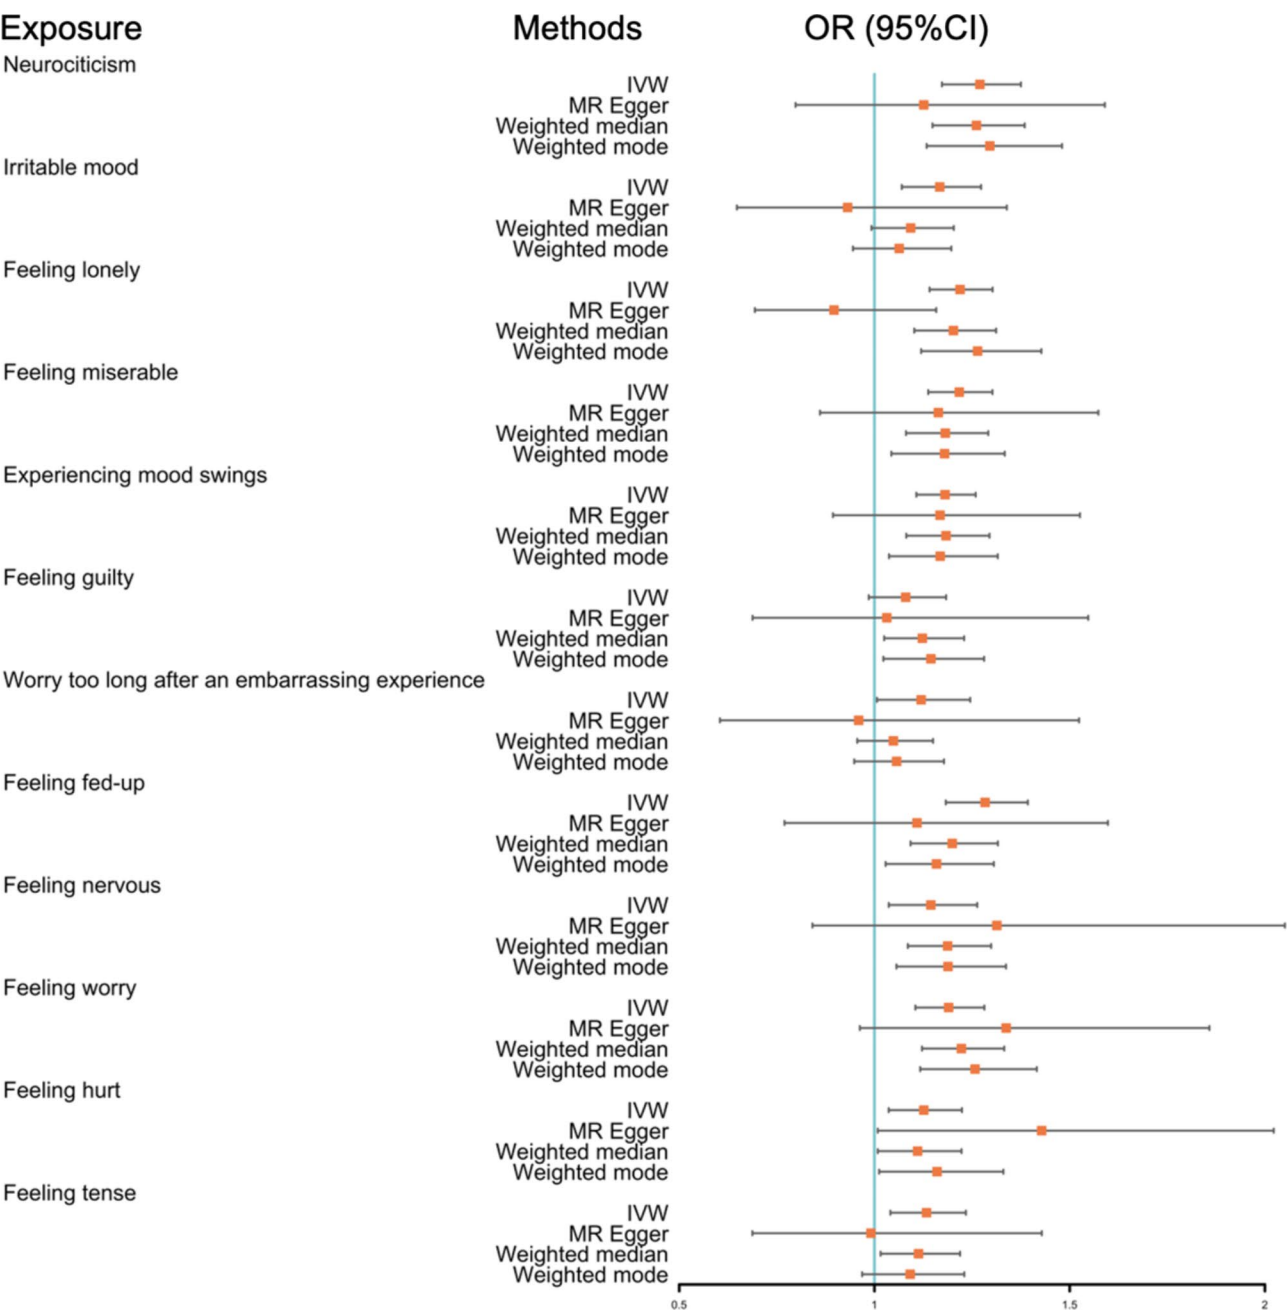 Exposure Methods OR (95%CI)
Neurociticism
IVW
MR Egger
Weighted median
Weighted mode
Irritable mood
IVW
MR Egger
Weighted median
Weighted mode
Feeling lonely
IVW
MR Egger
Weighted median
Weighted mode
Feeling miserable
IVW
MR Egger
Weighted median
Weighted mode
Experiencing mood swings
IVW
MR Egger
Weighted median
Weighted mode
Feeling guilty
IVW
MR Egger
Weighted median
Weighted mode
Worry too long after an embarrassing experience
IVW
MR Egger
Weighted median
Weighted mode
Feeling fed-up
IVW
MR Egger
Weighted median
Weighted mode
Feeling nervous
IVW
MR Egger
Weighted median
Weighted mode
Feeling worry
IVW
MR Egger
Weighted median
Weighted mode
Feeling hurt
IVW
MR Egger
Weighted median
Weighted mode
Feeling tense
IVW
MR Egger
Weighted median
Weighted mode
0.5 1 1.5 2